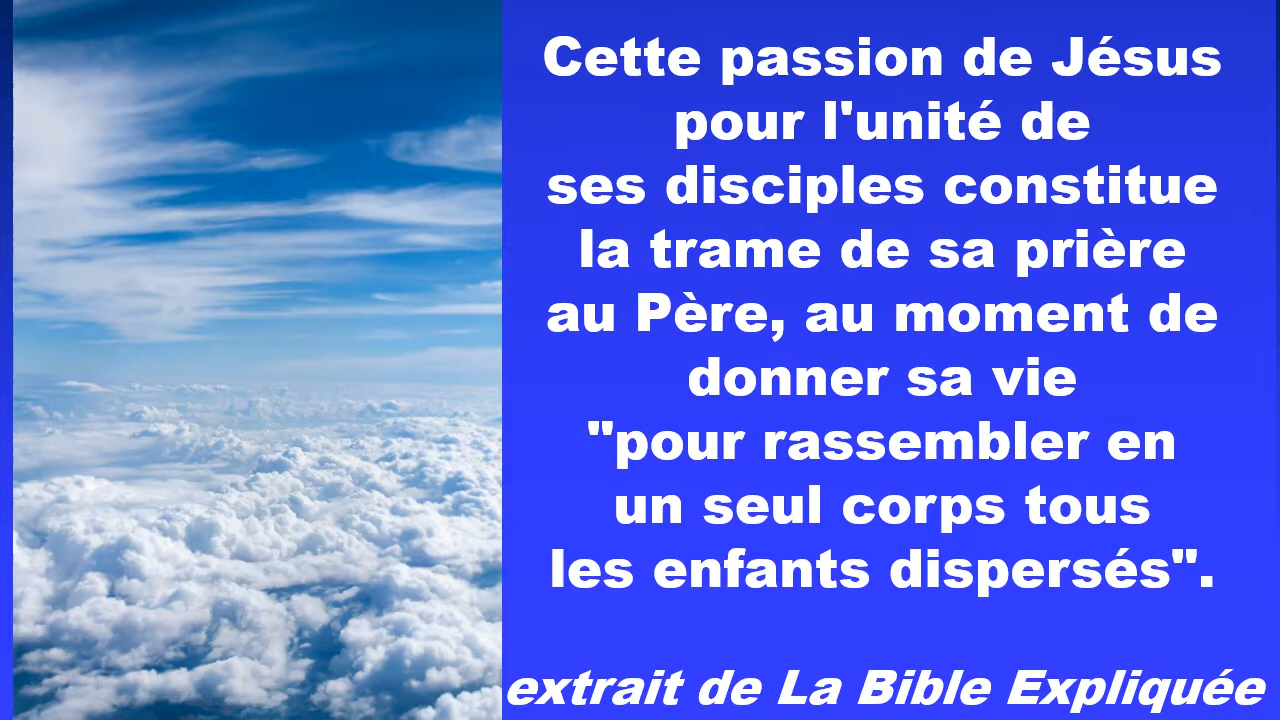 Cette passion de Jésus
pour l'unité de
ses disciples constitue
la trame de sa prière
au Père, au moment de
donner sa vie
"pour rassembler en
un seul corps tous
les enfants dispersés".
extrait de La Bible Expliquée